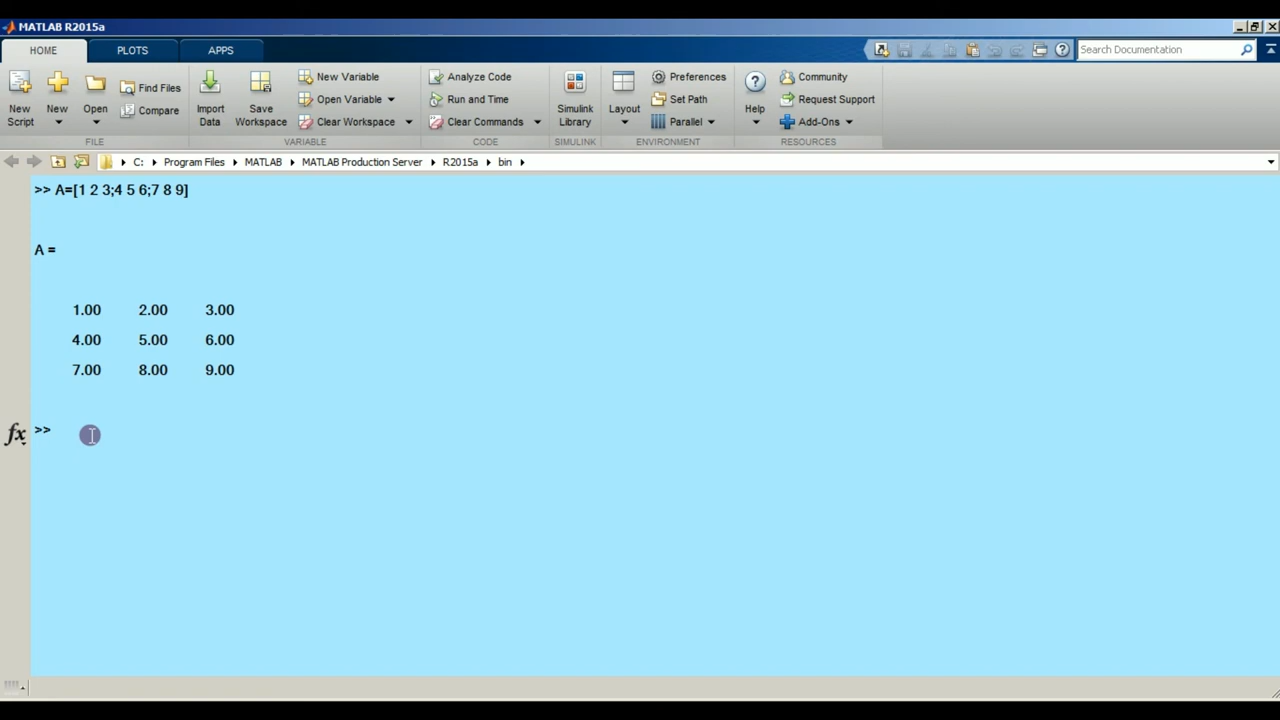 MATLAB R2015a
HOME PLOTS APPS Search Documentation
New Script New Open Find Files Compare Import Data Save Workspace New Variable Open Variable Clear Workspace Analyze Code Run and Time Clear Commands Simulink Library Layout Preferences Set Path Parallel Help Community Request Support Add-Ons
FILE VARIABLE CODE SIMULINK ENVIRONMENT RESOURCES
C: Program Files MATLAB MATLAB Production Server R2015a bin
>> A=[1 2 3;4 5 6;7 8 9]
A =
1.00 2.00 3.00
4.00 5.00 6.00
7.00 8.00 9.00
fx >>